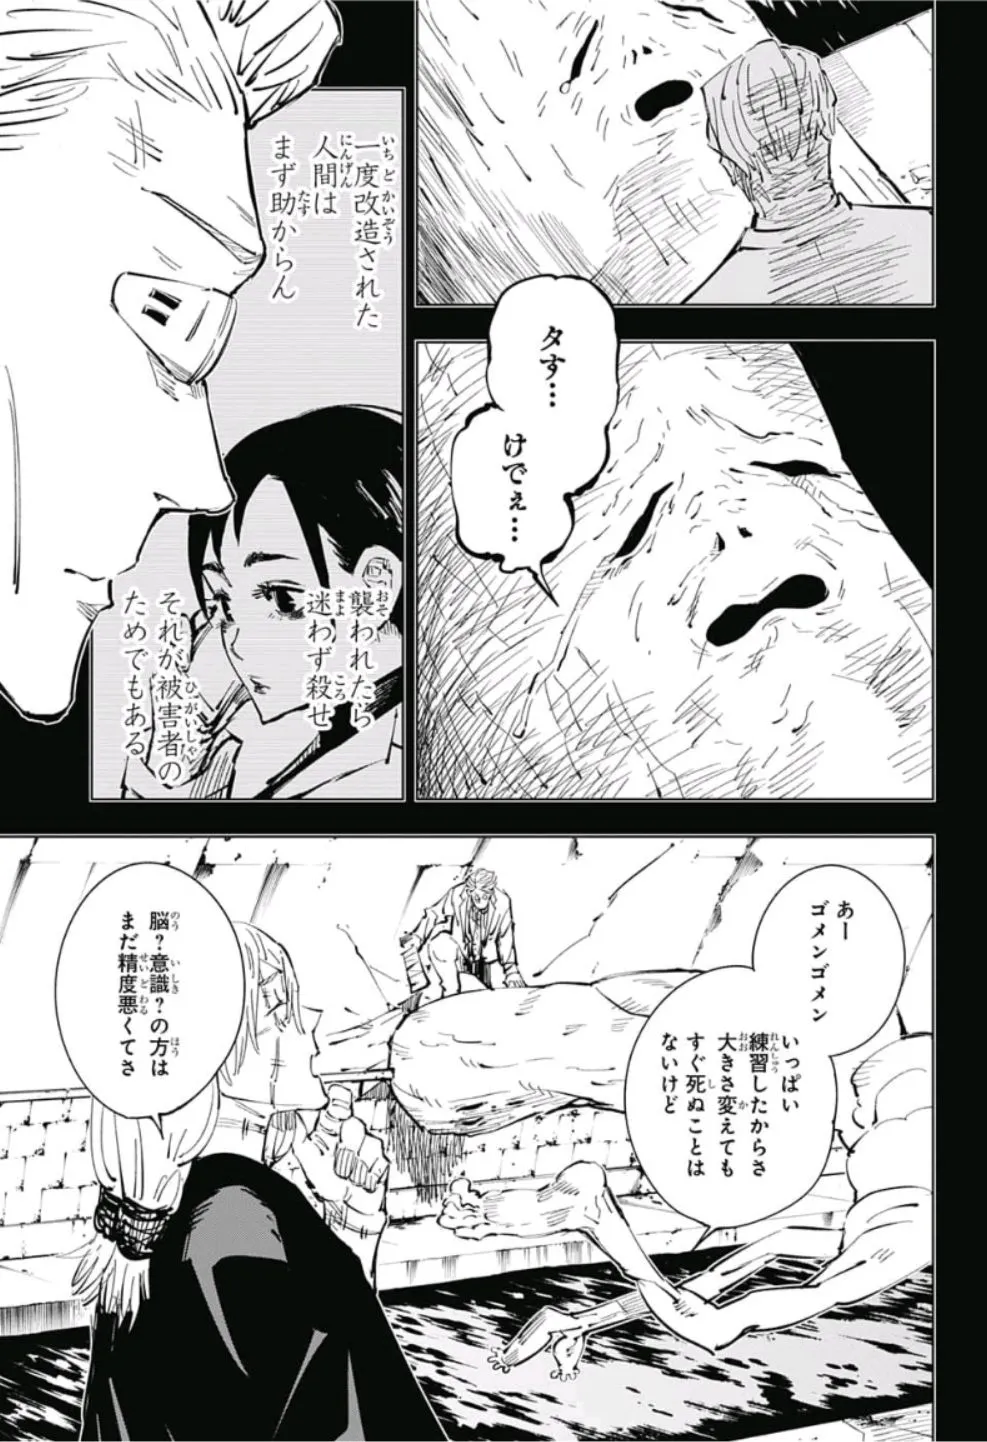 タす…
けでぇ…
一度改造された
人間は
まず助からん
襲われたら
迷わず殺せ
それが被害者の
ためでもある
あー
ゴメンゴメン
いっぱい
練習したからさ
大きさ変えても
すぐ死ぬことは
ないけど
脳?意識?の方は
まだ精度悪くてさ